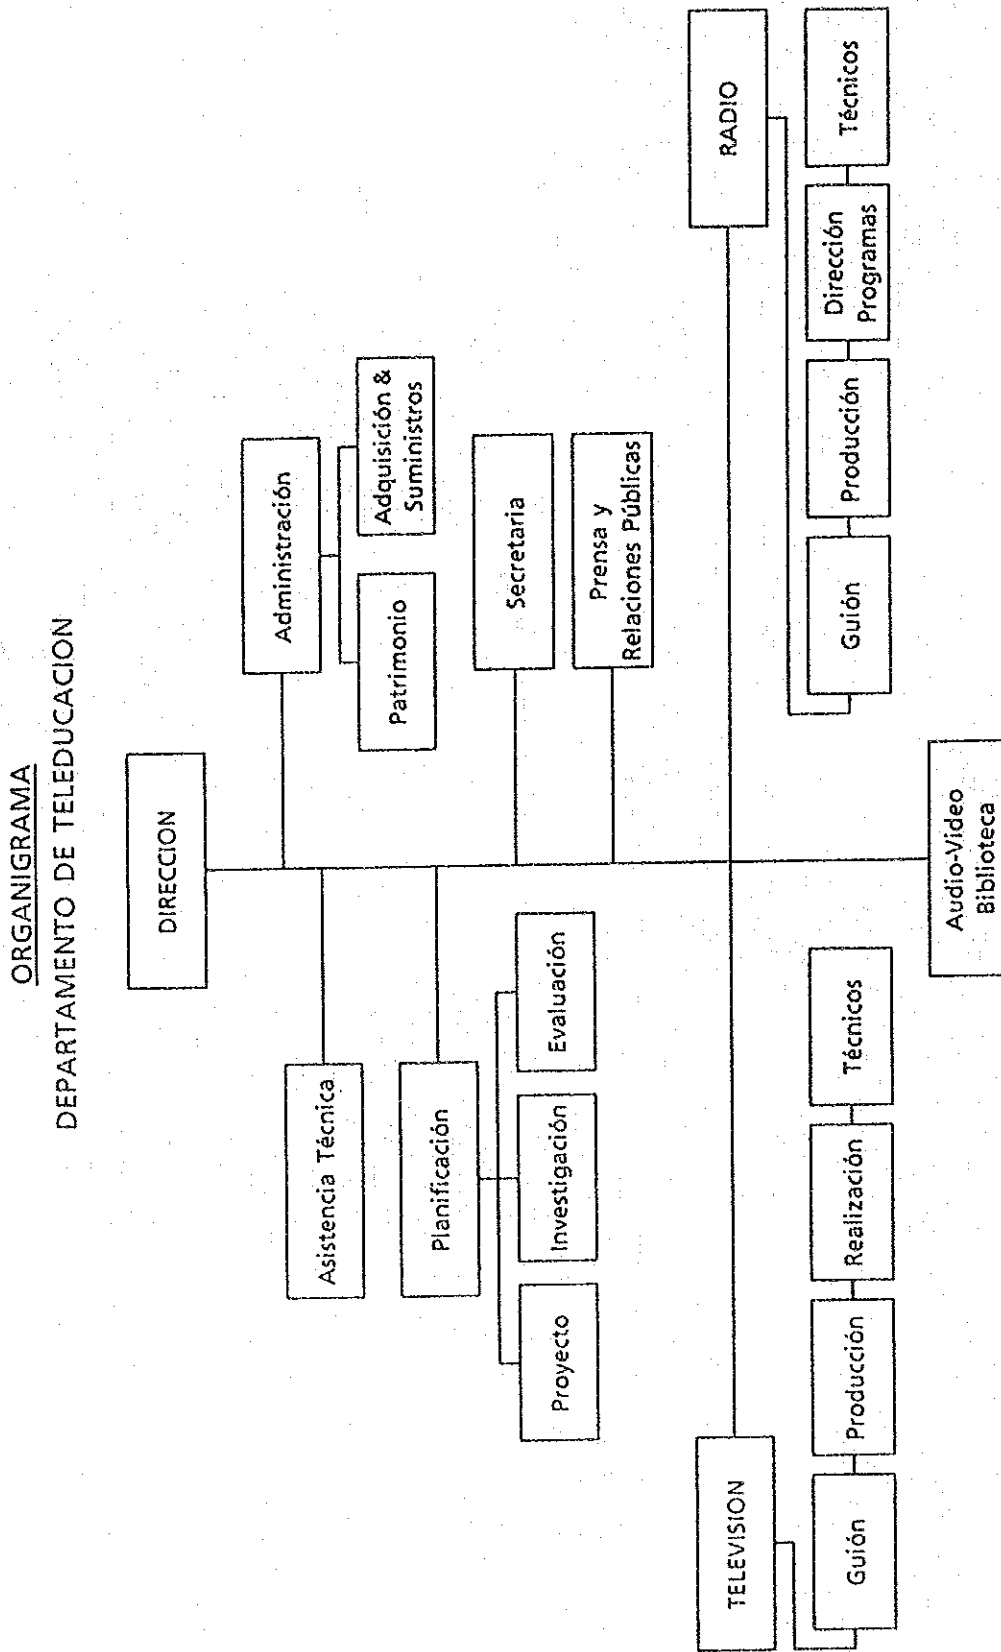 ORGANIGRAMA
DEPARTAMENTO DE TELEDUCACION
DIRECCION
Administración
Asistencia Técnica
Patrimonio
Adquisición &
Suministros
Planificación
Secretaria
Proyecto
Investigación
Evaluación
Prensa y
Relaciones Públicas
TELEVISION
RADIO
Guión
Producción
Realización
Técnicos
Guión
Producción
Dirección
Programas
Técnicos
Audio-Video
Biblioteca